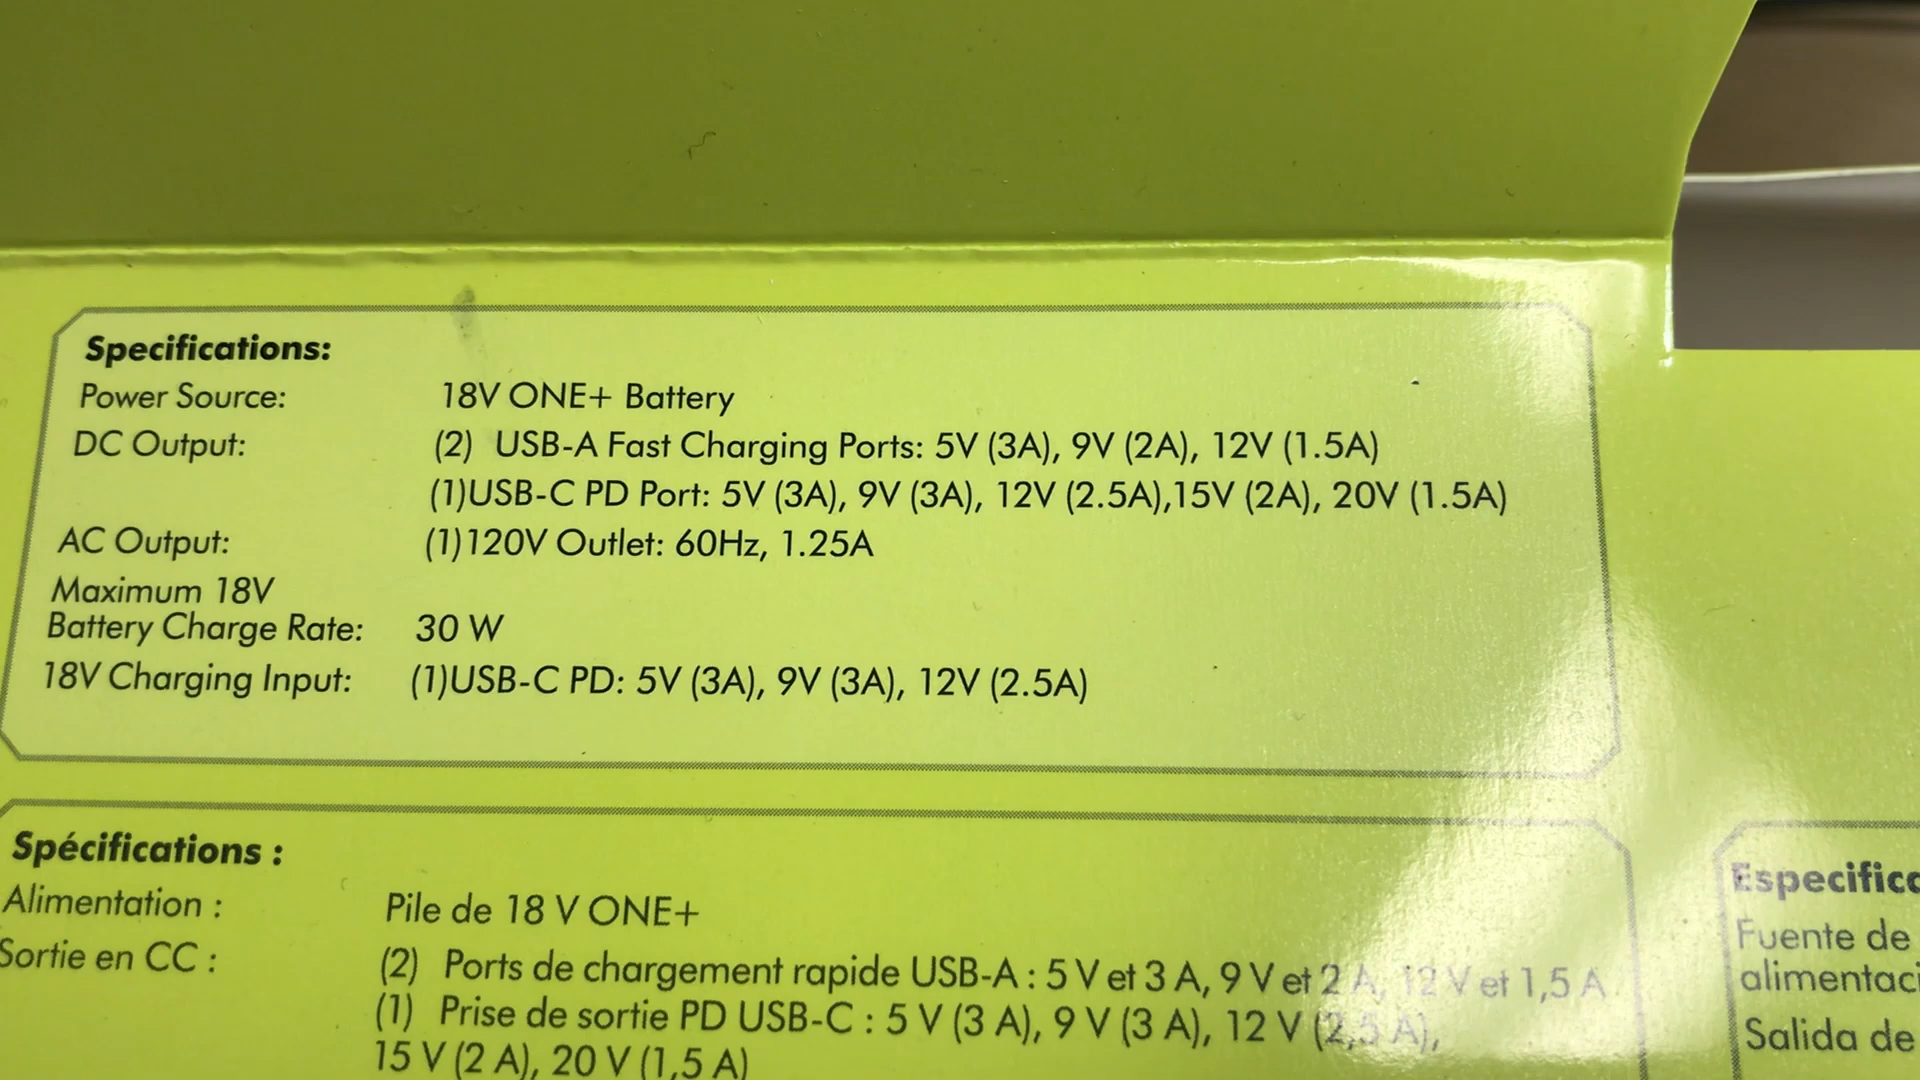 Specifications:
Power Source: 18V ONE+ Battery
DC Output: (2) USB-A Fast Charging Ports: 5V (3A), 9V (2A), 12V (1.5A)
(1)USB-C PD Port: 5V (3A), 9V (3A), 12V (2.5A),15V (2A), 20V (1.5A)
AC Output: (1)120V Outlet: 60Hz, 1.25A
Maximum 18V
Battery Charge Rate: 30 W
18V Charging Input: (1)USB-C PD: 5V (3A), 9V (3A), 12V (2.5A)
Spécifications :
Alimentation : Pile de 18 V ONE+
Sortie en CC : (2) Ports de chargement rapide USB-A : 5 V et 3 A, 9 V et 2 A, 12 V et 1,5 A
(1) Prise de sortie PD USB-C : 5 V (3 A), 9 V (3 A), 12 V (2,5 A),
15 V (2 A), 20 V (1,5 A)
Fuente de
Salida de